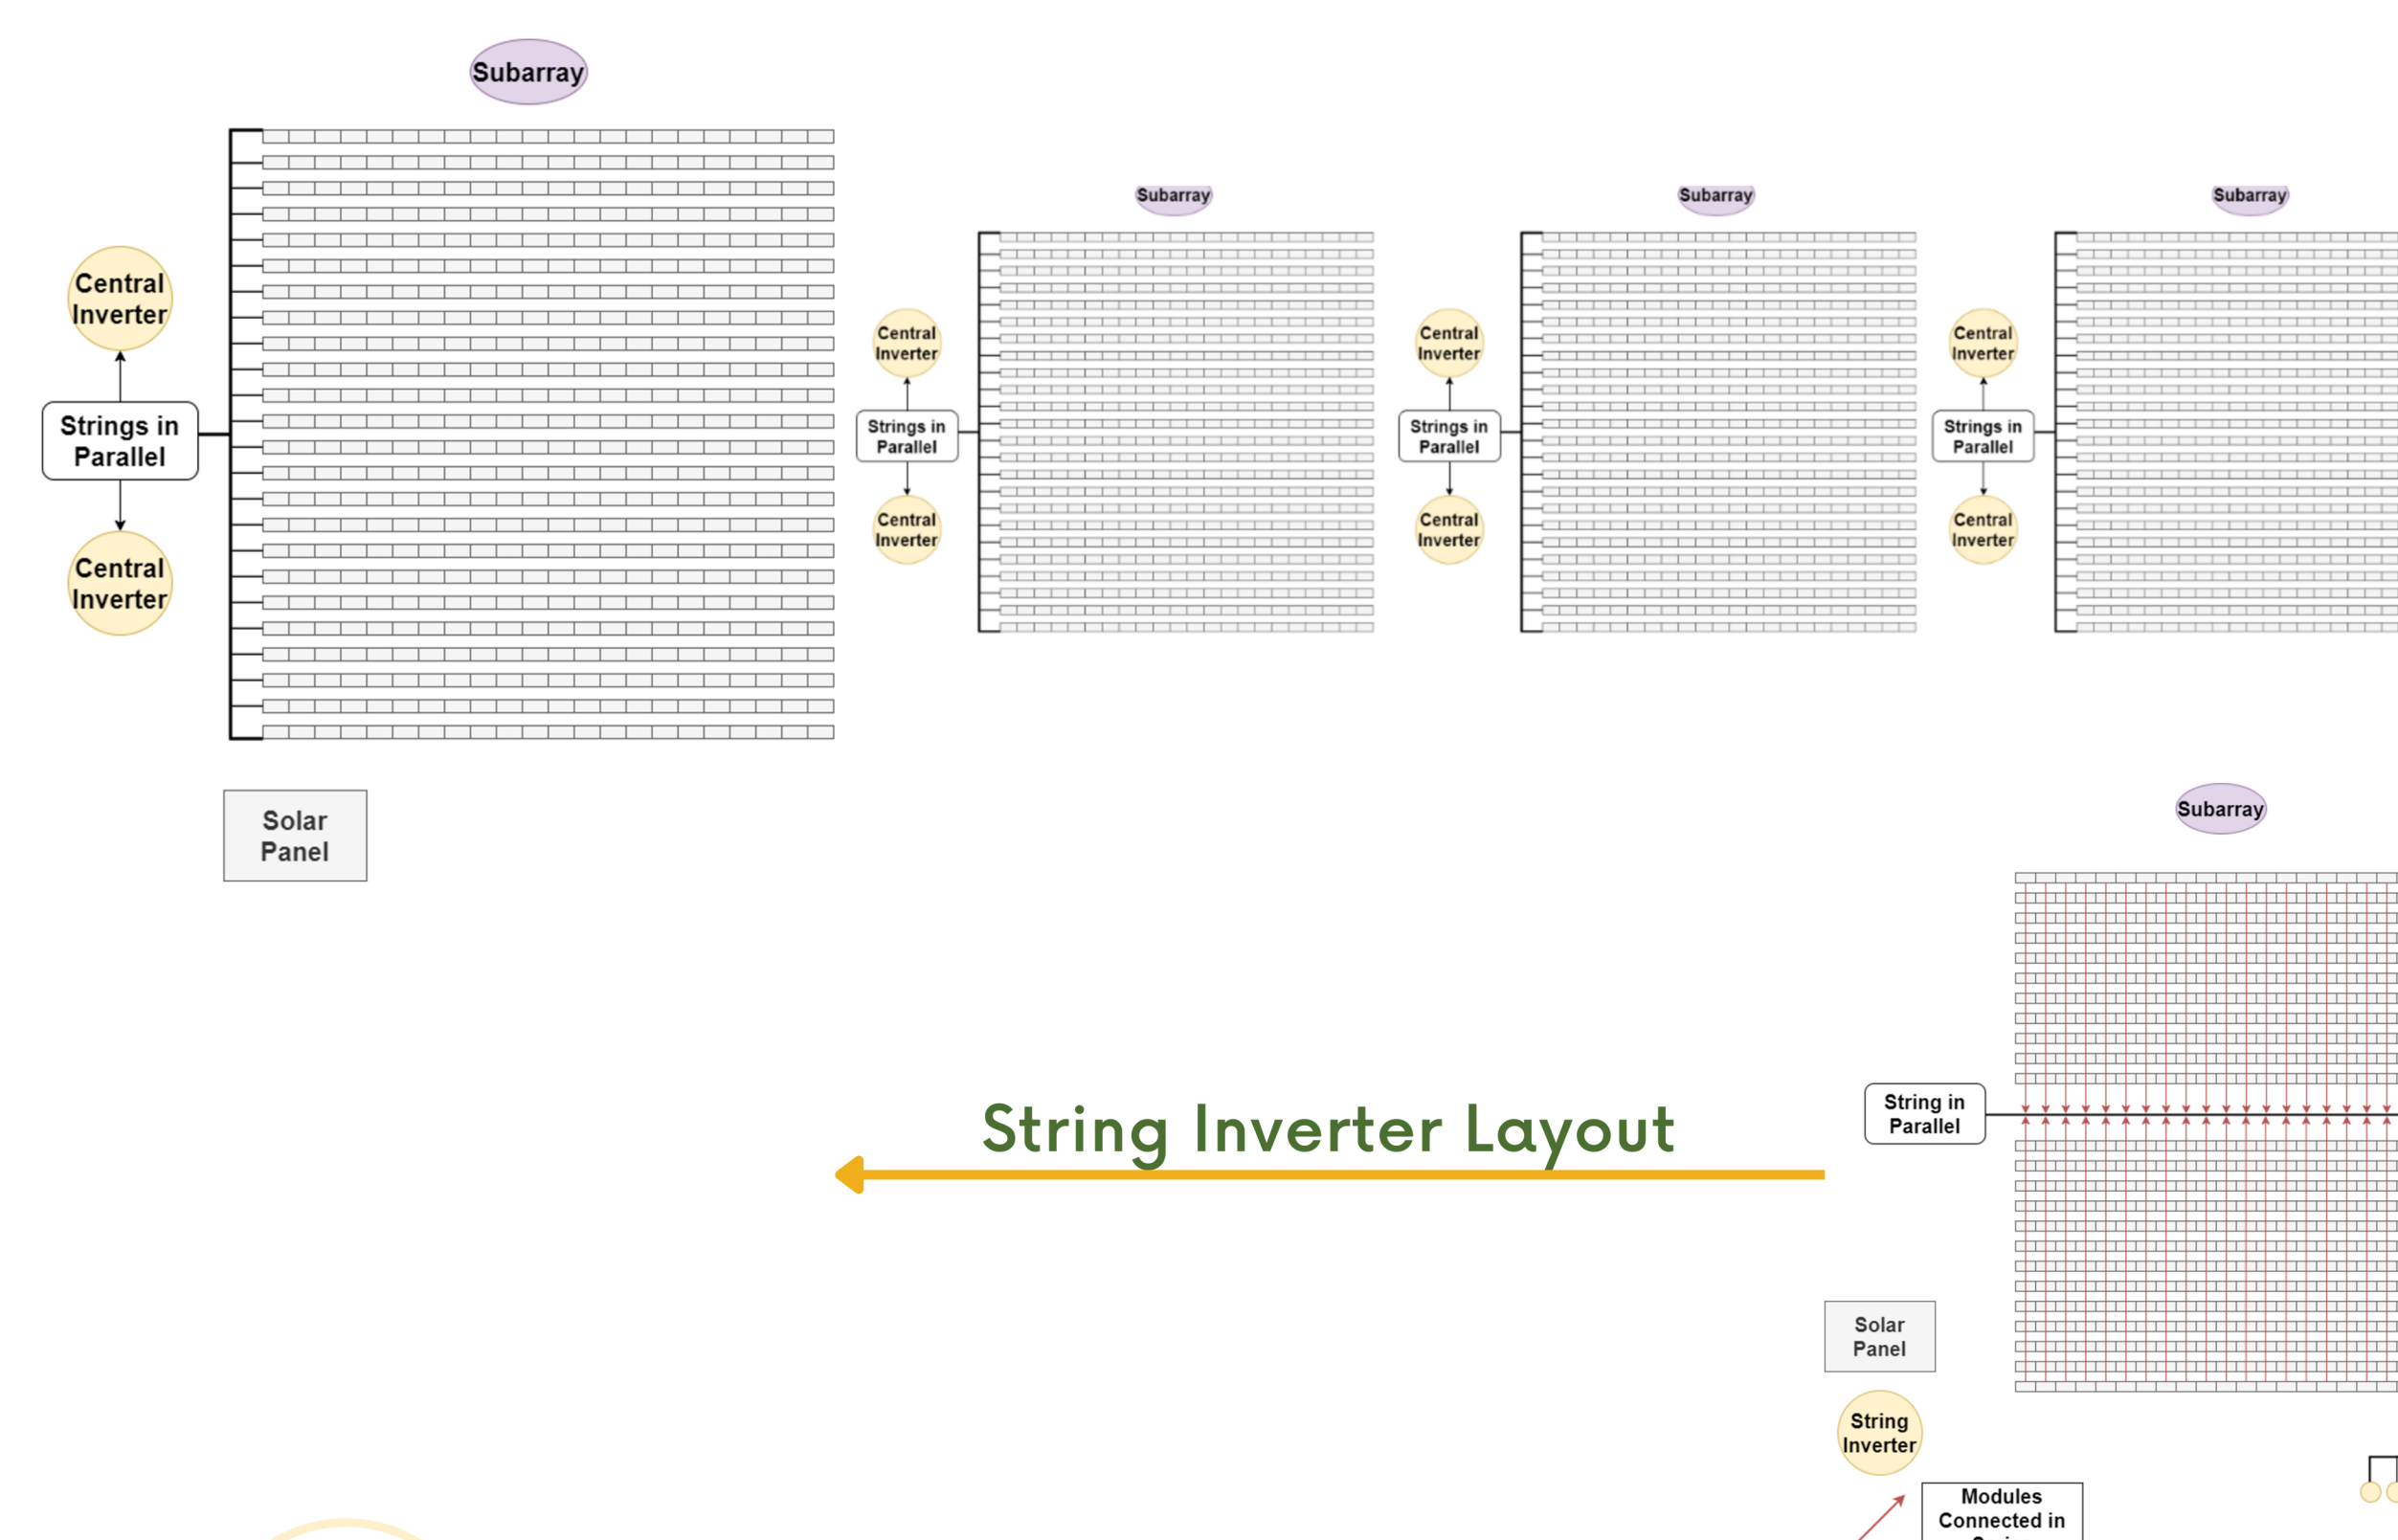 Subarray
Central
Inverter
Strings in
Parallel
Central
Inverter
Solar
Panel
Subarray
Central
Inverter
Strings in
Parallel
Central
Inverter
Subarray
Central
Inverter
Strings in
Parallel
Central
Inverter
Subarray
Central
Inverter
Strings in
Parallel
Central
Inverter
String Inverter Layout
Subarray
String in
Parallel
Solar
Panel
String
Inverter
Modules
Connected in